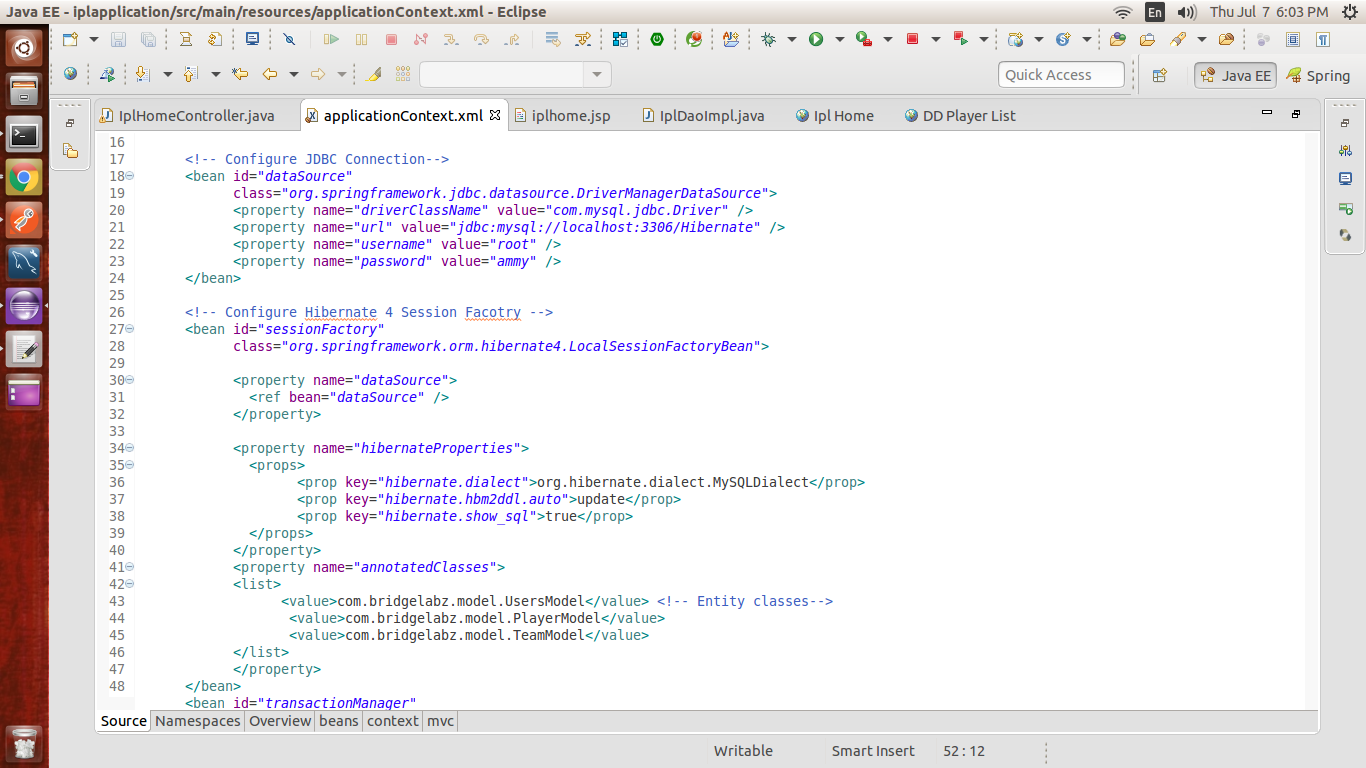 Java EE - iplapplication/src/main/resources/applicationContext.xml - Eclipse
En
Thu Jul 7 6:03 PM
Quick Access
Java EE
Spring
IplHomeController.java
applicationContext.xml
iplhome.jsp
IplDaoImpl.java
Ipl Home
DD Player List
16
17 <!-- Configure JDBC Connection-->
18 <bean id="dataSource"
19 class="org.springframework.jdbc.datasource.DriverManagerDataSource">
20 <property name="driverClassName" value="com.mysql.jdbc.Driver" />
21 <property name="url" value="jdbc:mysql://localhost:3306/Hibernate" />
22 <property name="username" value="root" />
23 <property name="password" value="ammy" />
24 </bean>
25
26 <!-- Configure Hibernate 4 Session Facotry -->
27 <bean id="sessionFactory"
28 class="org.springframework.orm.hibernate4.LocalSessionFactoryBean">
29
30 <property name="dataSource">
31 <ref bean="dataSource" />
32 </property>
33
34 <property name="hibernateProperties">
35 <props>
36 <prop key="hibernate.dialect">org.hibernate.dialect.MySQLDialect</prop>
37 <prop key="hibernate.hbm2ddl.auto">update</prop>
38 <prop key="hibernate.show_sql">true</prop>
39 </props>
40 </property>
41 <property name="annotatedClasses">
42 <list>
43 <value>com.bridgelabz.model.UsersModel</value> <!-- Entity classes-->
44 <value>com.bridgelabz.model.PlayerModel</value>
45 <value>com.bridgelabz.model.TeamModel</value>
46 </list>
47 </property>
48 </bean>
<bean id="transactionManager"
Source Namespaces Overview beans context mvc
Writable Smart Insert 52 : 12